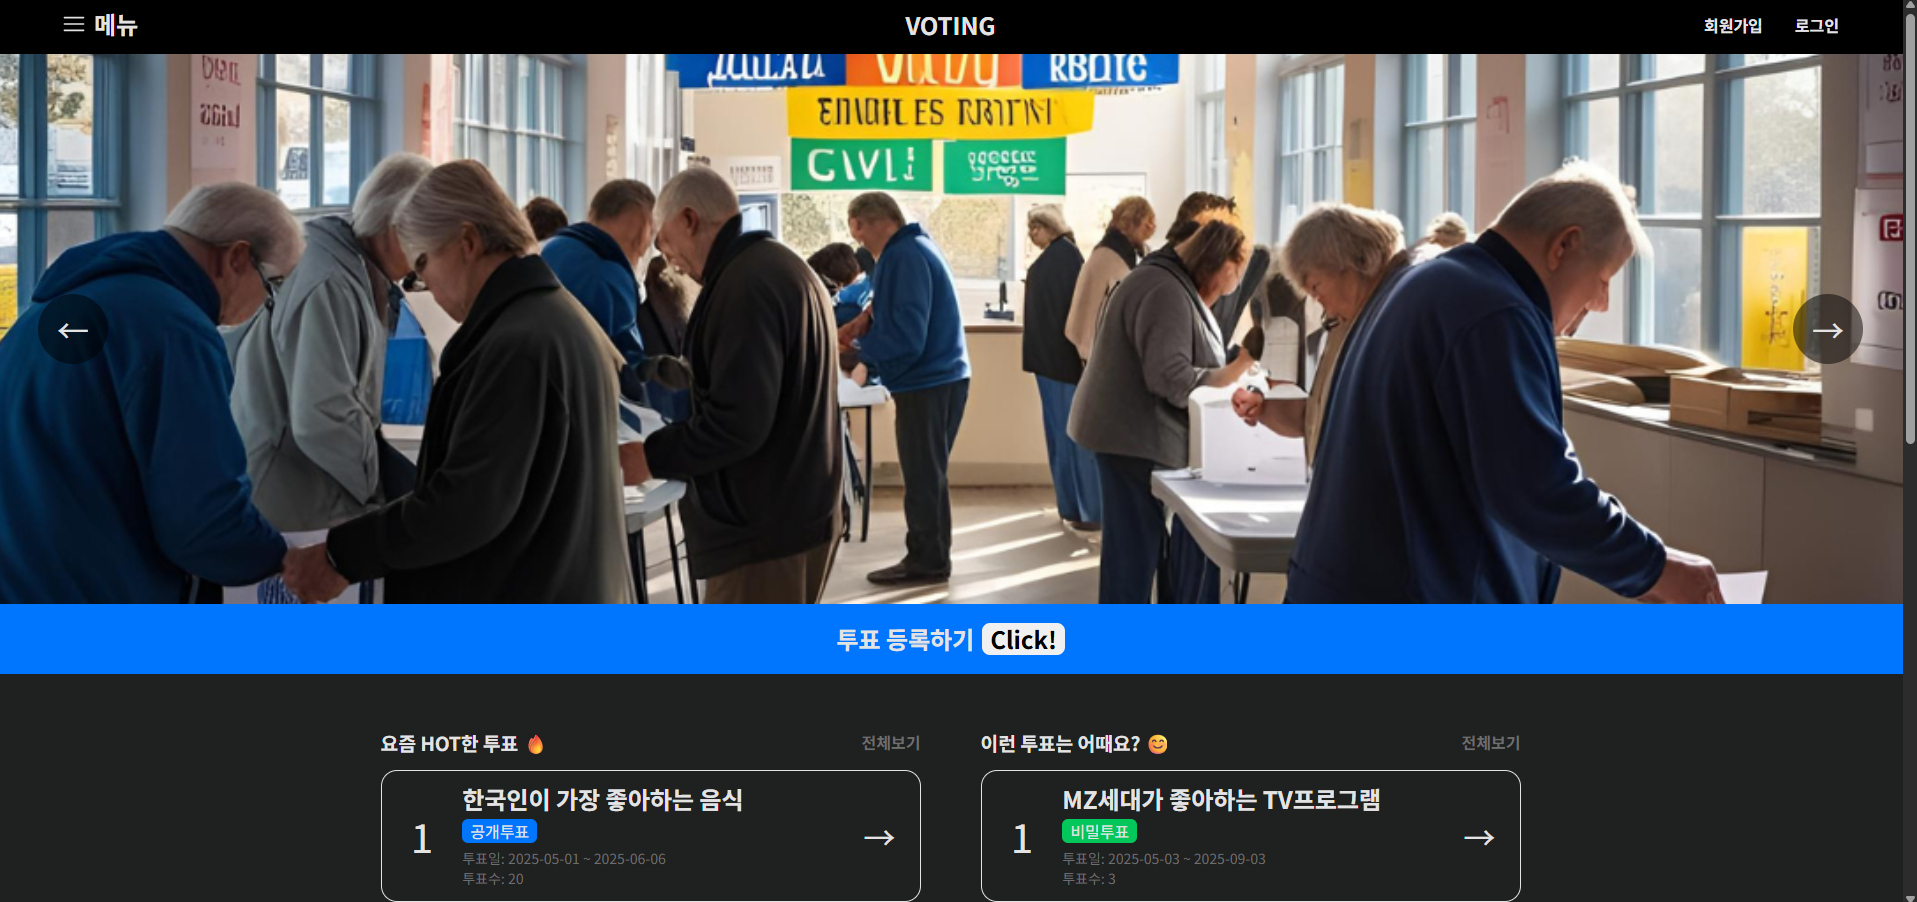 메뉴
VOTING
회원가입
로그인
CIVL
투표 등록하기 Click!
요즘 HOT한 투표 🔥
전체보기
1
한국인이 가장 좋아하는 음식
공개투표
투표일: 2025-05-01 ~ 2025-06-06
투표수: 20
→
이런 투표는 어때요? 😊
전체보기
1
MZ세대가 좋아하는 TV프로그램
비밀투표
투표일: 2025-05-03 ~ 2025-09-03
투표수: 3
→